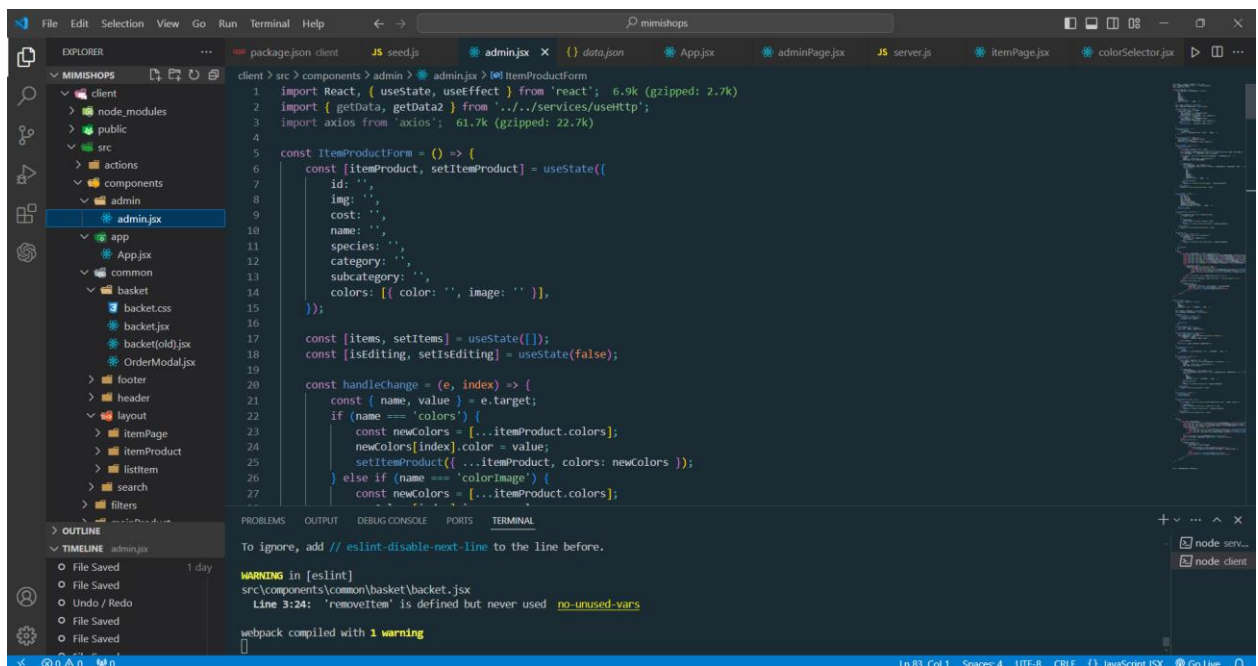 File Edit Selection View Go Run Terminal Help
mimishops
EXPLORER
MIMISHOPS
client
node_modules
public
src
actions
components
admin
admin.jsx
app
App.jsx
common
basket
backet.css
backet.jsx
backet(old).jsx
OrderModal.jsx
footer
header
layout
itemPage
itemProduct
listItem
search
filters
OUTLINE
TIMELINE admin.jsx
File Saved 1 day
File Saved
Undo / Redo
File Saved
File Saved
package.json client JS seed.js admin.jsx {} data.json App.jsx adminPage.jsx JS server.js itemPage.jsx colorSelector.jsx
client > src > components > admin > admin.jsx > ItemProductForm
1 import React, { useState, useEffect } from 'react'; 6.9k (gzipped: 2.7k)
2 import { getData, getData2 } from '../../services/useHttp';
3 import axios from 'axios'; 61.7k (gzipped: 22.7k)
4
5 const ItemProductForm = () => {
6 const [itemProduct, setItemProduct] = useState({
7 id: '',
8 img: '',
9 cost: '',
10 name: '',
11 species: '',
12 category: '',
13 subcategory: '',
14 colors: [{ color: '', image: '' }],
15 });
16
17 const [items, setItems] = useState([]);
18 const [isEditing, setIsEditing] = useState(false);
19
20 const handleChange = (e, index) => {
21 const { name, value } = e.target;
22 if (name === 'colors') {
23 const newColors = [...itemProduct.colors];
24 newColors[index].color = value;
25 setItemProduct({ ...itemProduct, colors: newColors });
26 } else if (name === 'colorImage') {
27 const newColors = [...itemProduct.colors];
PROBLEMS OUTPUT DEBUG CONSOLE PORTS TERMINAL
To ignore, add // eslint-disable-next-line to the line before.
WARNING in [eslint]
src\components\common\basket\backet.jsx
Line 3:24: 'removeItem' is defined but never used no-unused-vars
webpack compiled with 1 warning
node serv...
node client
0 0 0 Ln 83, Col 1 Spaces: 4 UTF-8 CRLF {} JavaScript JSX Go Live